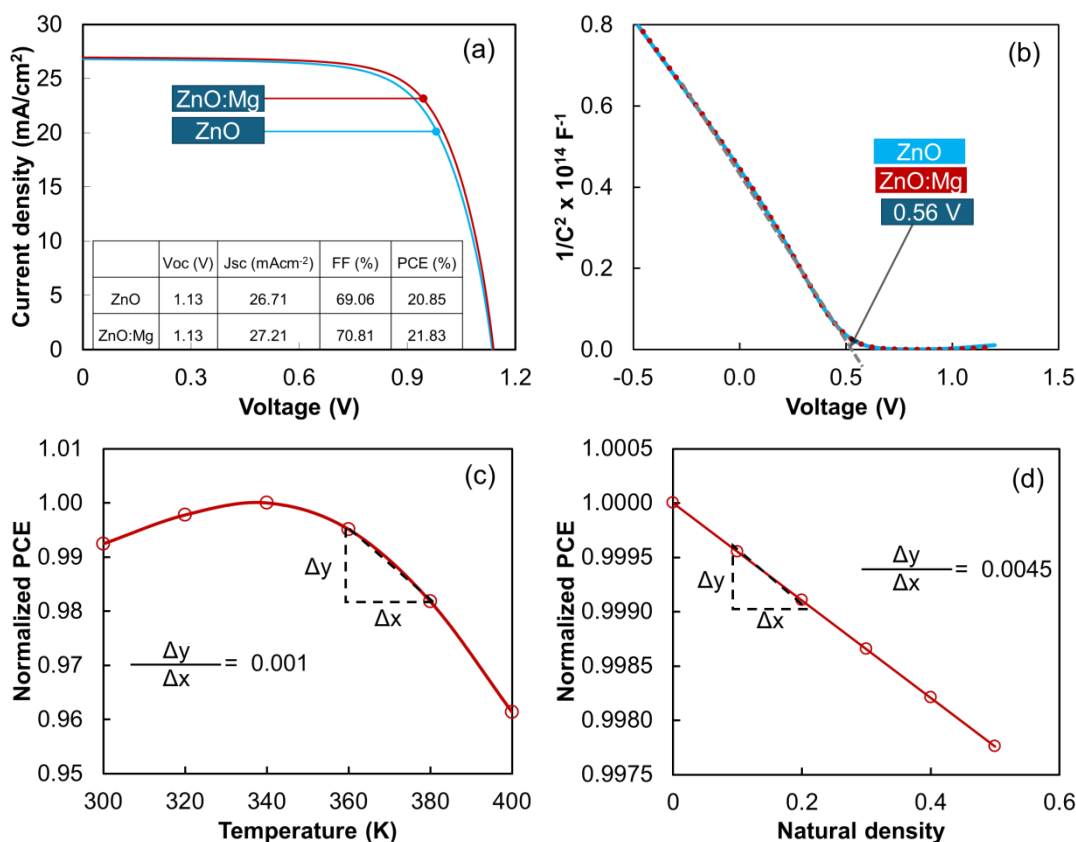 (a)
Current density (mA/cm²)
30
25
20
15
10
5
0
ZnO:Mg
ZnO
Voc (V) Jsc (mAcm⁻²) FF (%) PCE (%)
ZnO 1.13 26.71 69.06 20.85
ZnO:Mg 1.13 27.21 70.81 21.83
0 0.3 0.6 0.9 1.2
Voltage (V)
(b)
1/C² x 10¹⁴ F⁻¹
0.8
0.6
0.4
0.2
0.0
ZnO
ZnO:Mg
0.56 V
-0.5 0.0 0.5 1.0 1.5
Voltage (V)
(c)
Normalized PCE
1.01
1.00
0.99
0.98
0.97
0.96
0.95
Δy
Δx
Δy
Δx
= 0.001
300 320 340 360 380 400
Temperature (K)
(d)
Normalized PCE
1.0005
1.0000
0.9995
0.9990
0.9985
0.9980
0.9975
Δy
Δx
Δy
Δx
= 0.0045
0 0.2 0.4 0.6
Natural density